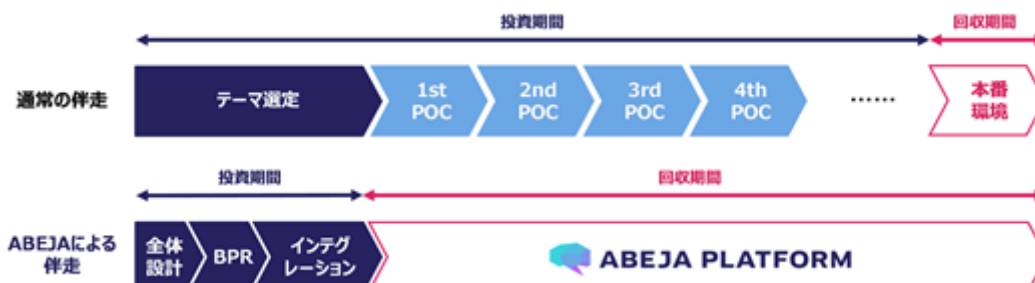 投資期間
回収期間
通常の伴走
テーマ選定
1st
POC
2nd
POC
3rd
POC
4th
POC
……
本番
環境
投資期間
回収期間
ABEJAによる
伴走
全体
設計
BPR
インテグ
レーション
ABEJA PLATFORM